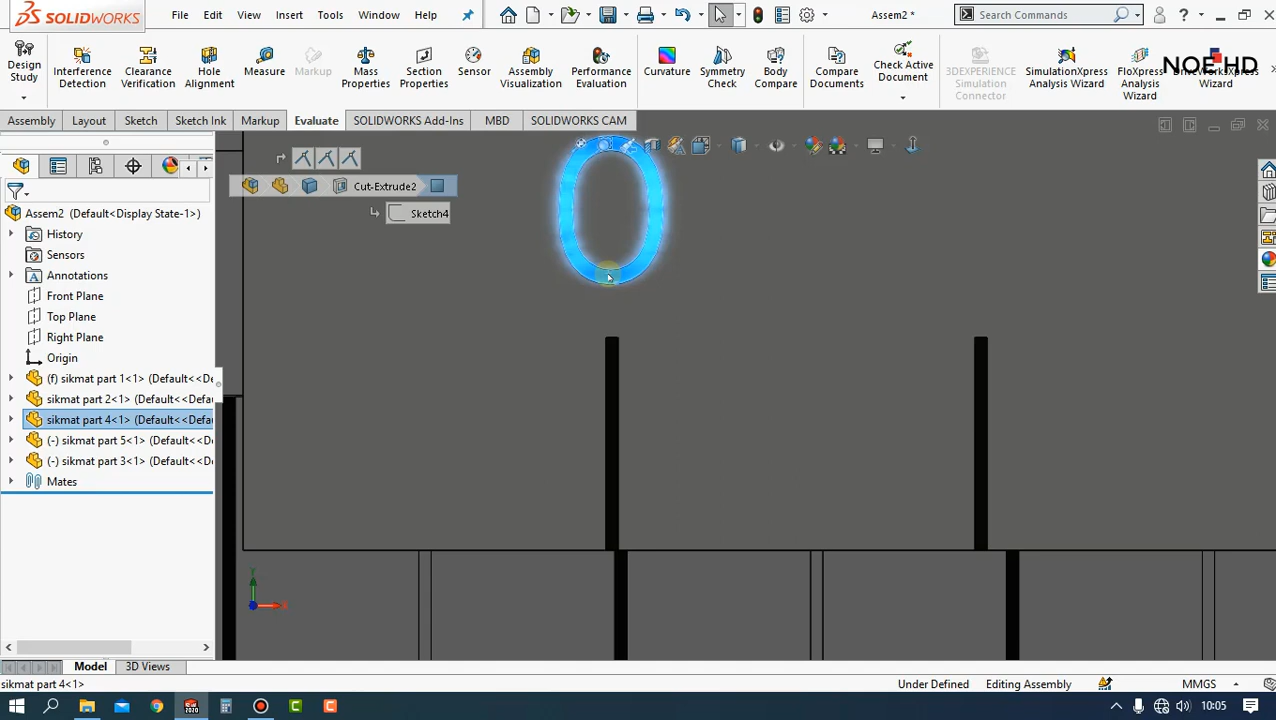 SOLIDWORKS
File
Edit
View
Insert
Tools
Window
Help
Assem2 *
Search Commands
?
Design Study
Interference Detection
Clearance Verification
Hole Alignment
Measure
Markup
Mass Properties
Section Properties
Sensor
Assembly Visualization
Performance Evaluation
Curvature
Symmetry Check
Body Compare
Compare Documents
Check Active Document
3DEXPERIENCE Simulation Connector
SimulationXpress Analysis Wizard
FloXpress Analysis Wizard
Wizard
NOE HD
Assembly
Layout
Sketch
Sketch Ink
Markup
Evaluate
SOLIDWORKS Add-Ins
MBD
SOLIDWORKS CAM
Cut-Extrude2
Sketch4
Assem2 (Default<Display State-1>)
History
Sensors
Annotations
Front Plane
Top Plane
Right Plane
Origin
(f) sikmat part 1<1> (Default<<De
sikmat part 2<1> (Default<<Defa
sikmat part 4<1> (Default<<Defa
(-) sikmat part 5<1> (Default<<De
(-) sikmat part 3<1> (Default<<De
Mates
0
Y
X
Model
3D Views
sikmat part 4<1>
Under Defined
Editing Assembly
MMGS
10:05